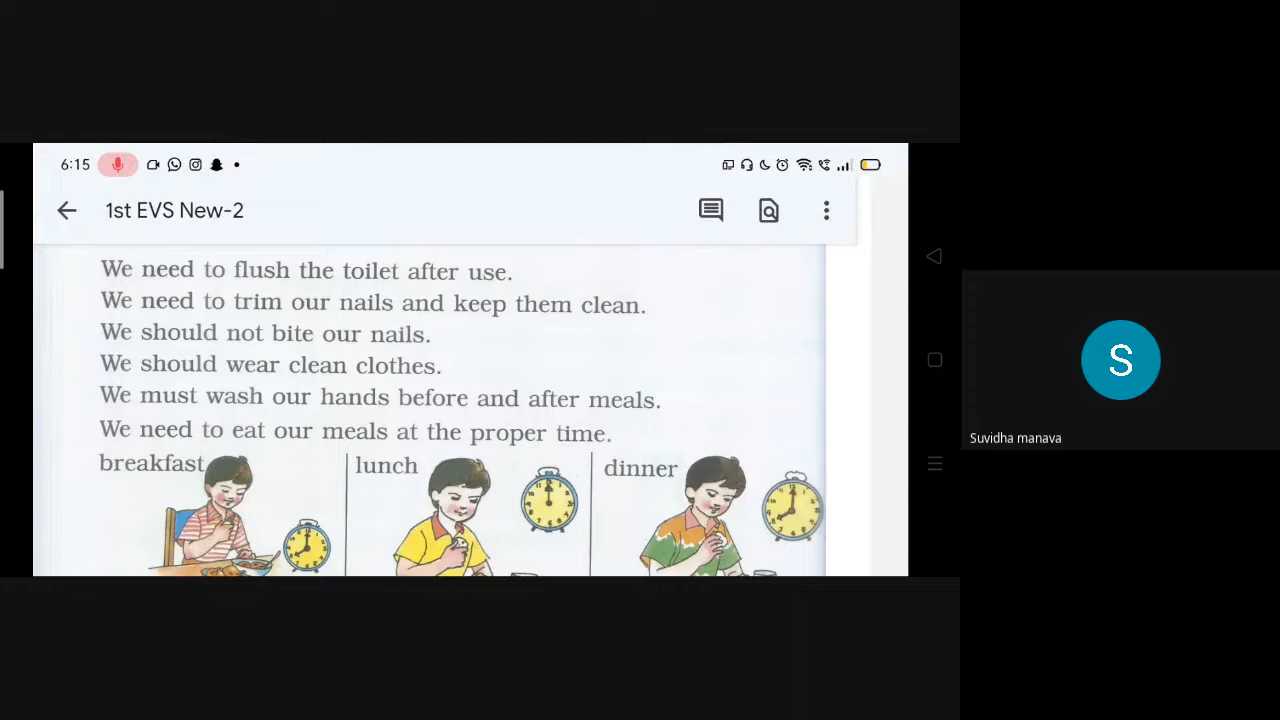 6:15
1st EVS New-2
We need to flush the toilet after use.
We need to trim our nails and keep them clean.
We should not bite our nails.
We should wear clean clothes.
We must wash our hands before and after meals.
We need to eat our meals at the proper time.
breakfast lunch dinner
S
Suvidha manava